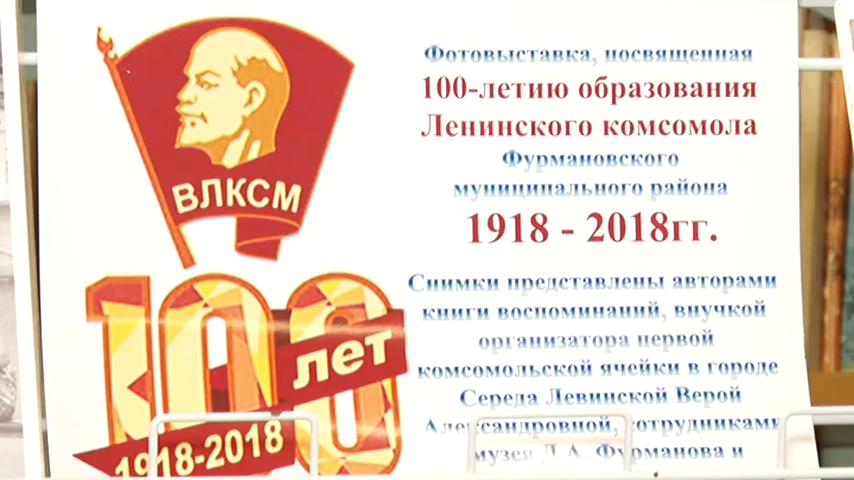 ВЛКСМ
100
лет
1918-2018
Фотовыставка, посвященная
100-летию образования
Ленинского комсомола
Фурмановского
муниципального района
1918 - 2018гг.
Снимки представлены авторами
книги воспоминаний, внучкой
организатора первой
комсомольской ячейки в городе
Середа Левинской Верой
Александровной, сотрудниками
музея Д.А. Фурманова и